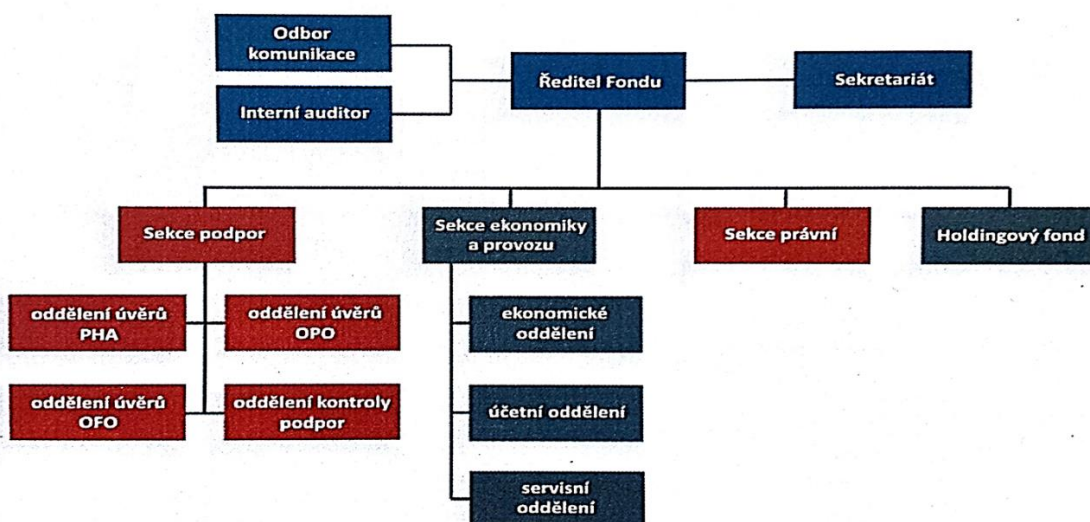 Odbor
komunikace
Interní auditor
Ředitel Fondu
Sekretariát
Sekce podpor
Sekce ekonomiky
a provozu
Sekce právní
Holdingový fond
oddělení úvěrů
PHA
oddělení úvěrů
OPO
oddělení úvěrů
OFO
oddělení kontroly
podpor
ekonomické
oddělení
účetní oddělení
servisní
oddělení